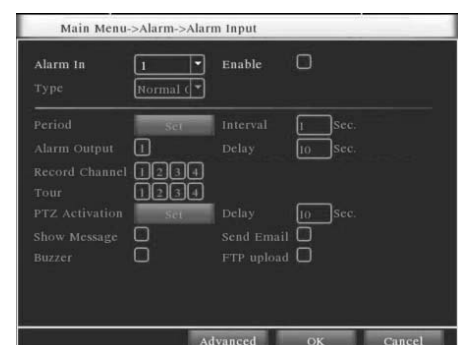 Main Menu->Alarm->Alarm Input
Alarm In 1 Enable
Type Normal
Period Set Interval 1 Sec.
Alarm Output 1 Delay 10 Sec.
Record Channel 1 2 3 4
Tour 1 2 3 4
PTZ Activation Set Delay 10 Sec.
Show Message Send Email
Buzzer FTP upload
Advanced OK Cancel